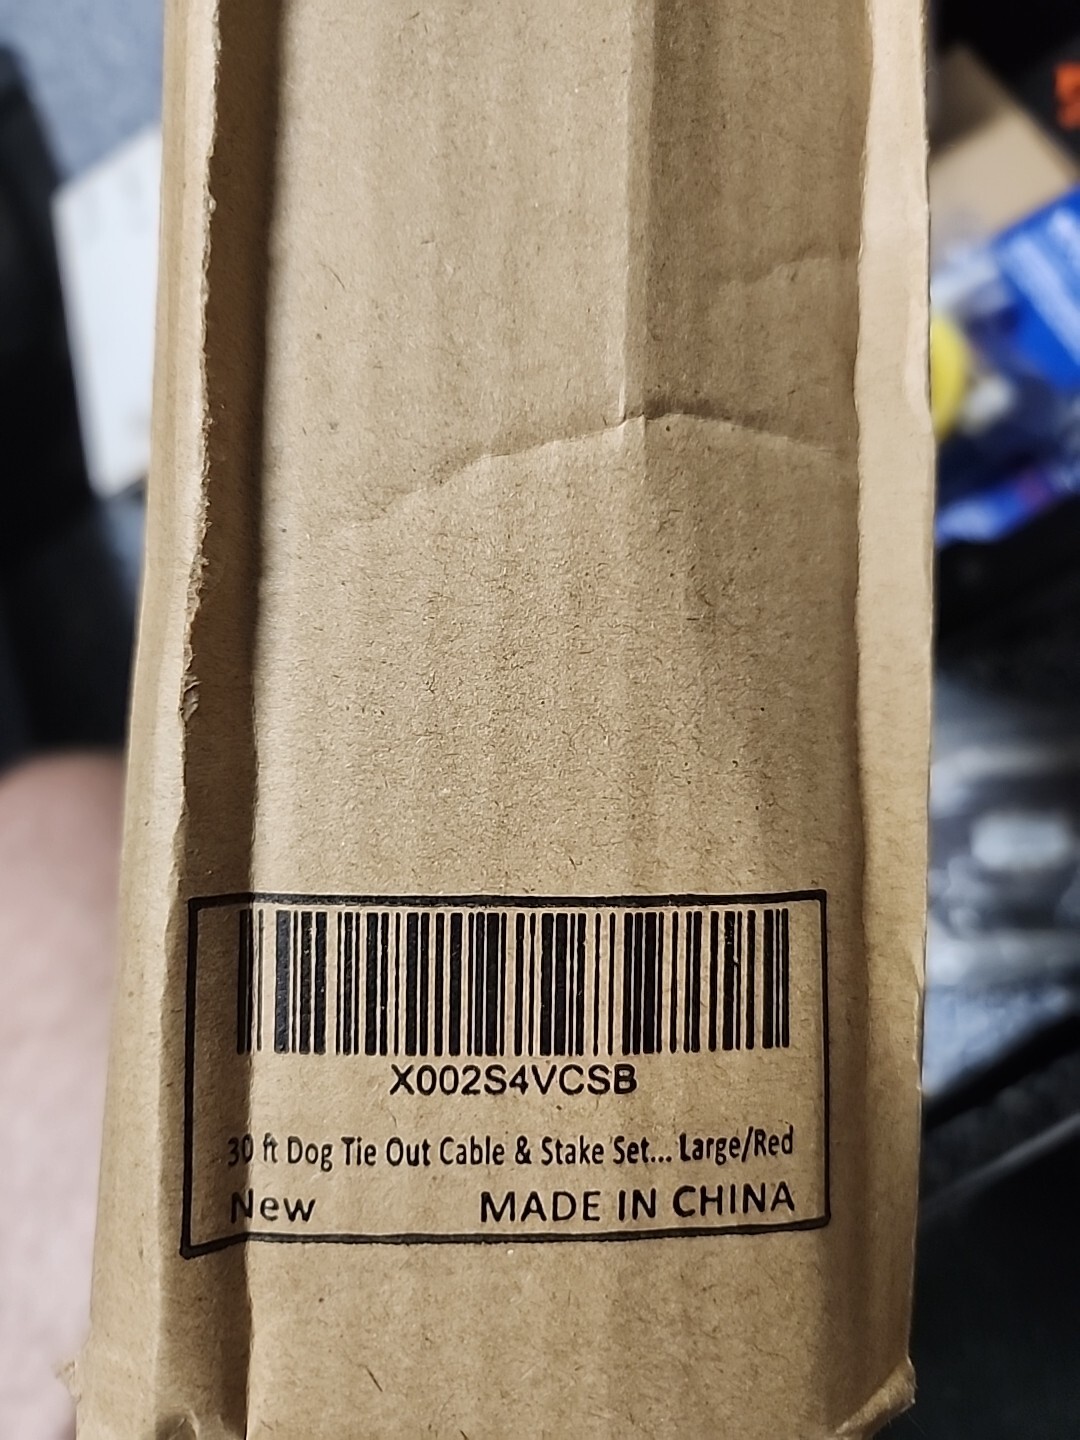 X002S4VCSB
30 ft Dog Tie Out Cable & Stake Set... Large/Red
New MADE IN CHINA